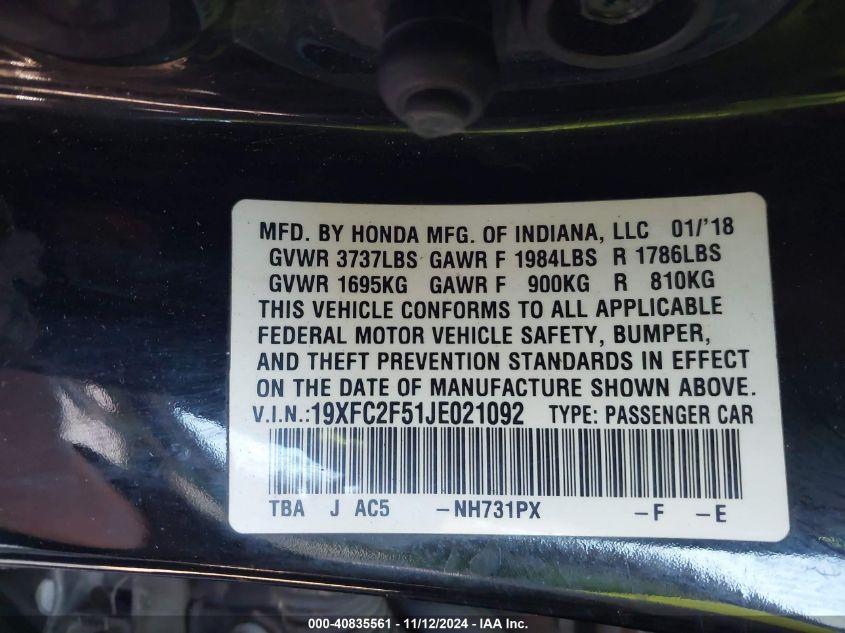 MFD. BY HONDA MFG. OF INDIANA, LLC 01/'18
GVWR 3737LBS GAWR F 1984LBS R 1786LBS
GVWR 1695KG GAWR F 900KG R 810KG
THIS VEHICLE CONFORMS TO ALL APPLICABLE
FEDERAL MOTOR VEHICLE SAFETY, BUMPER,
AND THEFT PREVENTION STANDARDS IN EFFECT
ON THE DATE OF MANUFACTURE SHOWN ABOVE.
V.I.N.:19XFC2F51JE021092 TYPE: PASSENGER CAR
TBA J AC5 -NH731PX -F -E
000-40835561 - 11/12/2024 - IAA Inc.